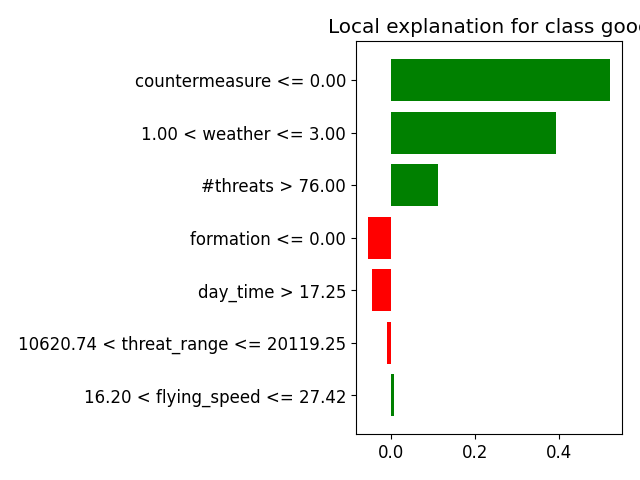 Local explanation for class good
countermeasure <= 0.00
1.00 < weather <= 3.00
#threats > 76.00
formation <= 0.00
day_time > 17.25
10620.74 < threat_range <= 20119.25
16.20 < flying_speed <= 27.42
0.0 0.2 0.4